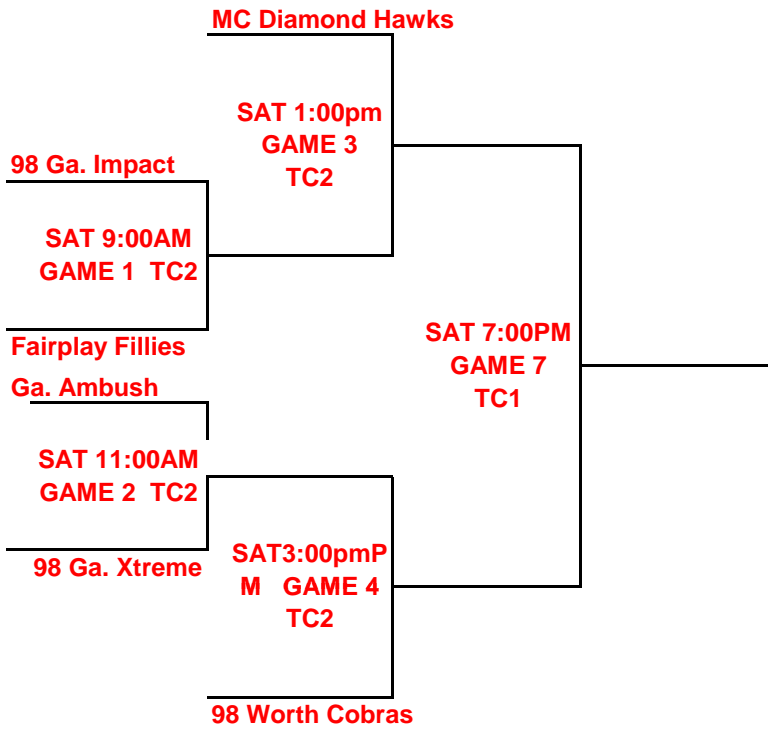 MC Diamond Hawks
SAT 1:00pm
GAME 3
TC2
98 Ga. Impact
SAT 9:00AM
GAME 1 TC2
Fairplay Fillies
SAT 7:00PM
GAME 7
TC1
Ga. Ambush
SAT 11:00AM
GAME 2 TC2
98 Ga. Xtreme
SAT3:00pmP
M GAME 4
TC2
98 Worth Cobras